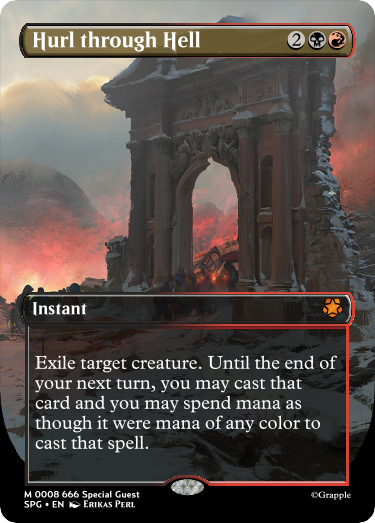 Hurl through Hell 2
Instant
Exile target creature. Until the end of
your next turn, you may cast that
card and you may spend mana as
though it were mana of any color to
cast that spell.
M 0008 666 Special Guest
SPG • EN Erikas Perl ©Grapple